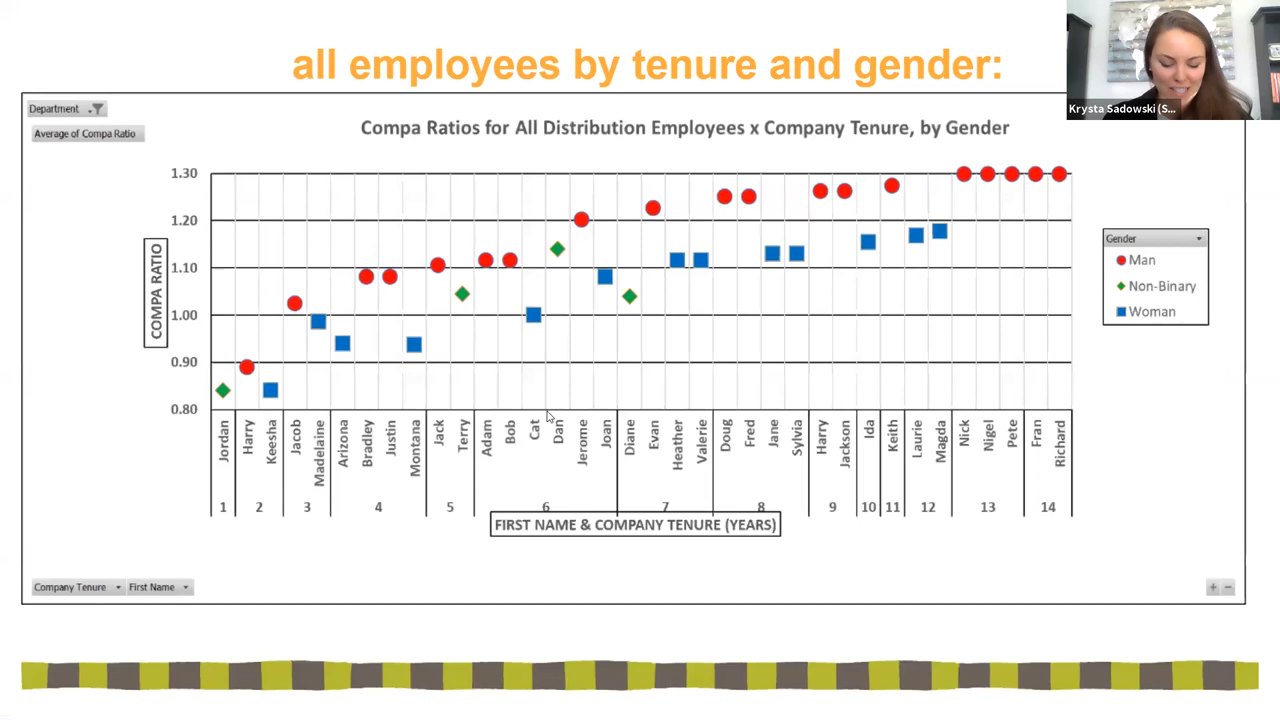 all employees by tenure and gender:
Krysta Sadowski (S...
Department
Average of Compa Ratio
Compa Ratios for All Distribution Employees x Company Tenure, by Gender
COMPA RATIO
1.30
1.20
1.10
1.00
0.90
0.80
Gender
Man
Non-Binary
Woman
Jordan
Harry
Keesha
Jacob
Madelaine
Arizona
Bradley
Justin
Montana
Jack
Terry
Adam
Bob
Cat
Dan
Jerome
Joan
Diane
Evan
Heather
Valerie
Doug
Fred
Jane
Sylvia
Harry
Jackson
Ida
Keith
Laurie
Magda
Nick
Nigel
Pete
Fran
Richard
1 2 3 4 5 6 7 8 9 10 11 12 13 14
FIRST NAME & COMPANY TENURE (YEARS)
Company Tenure First Name